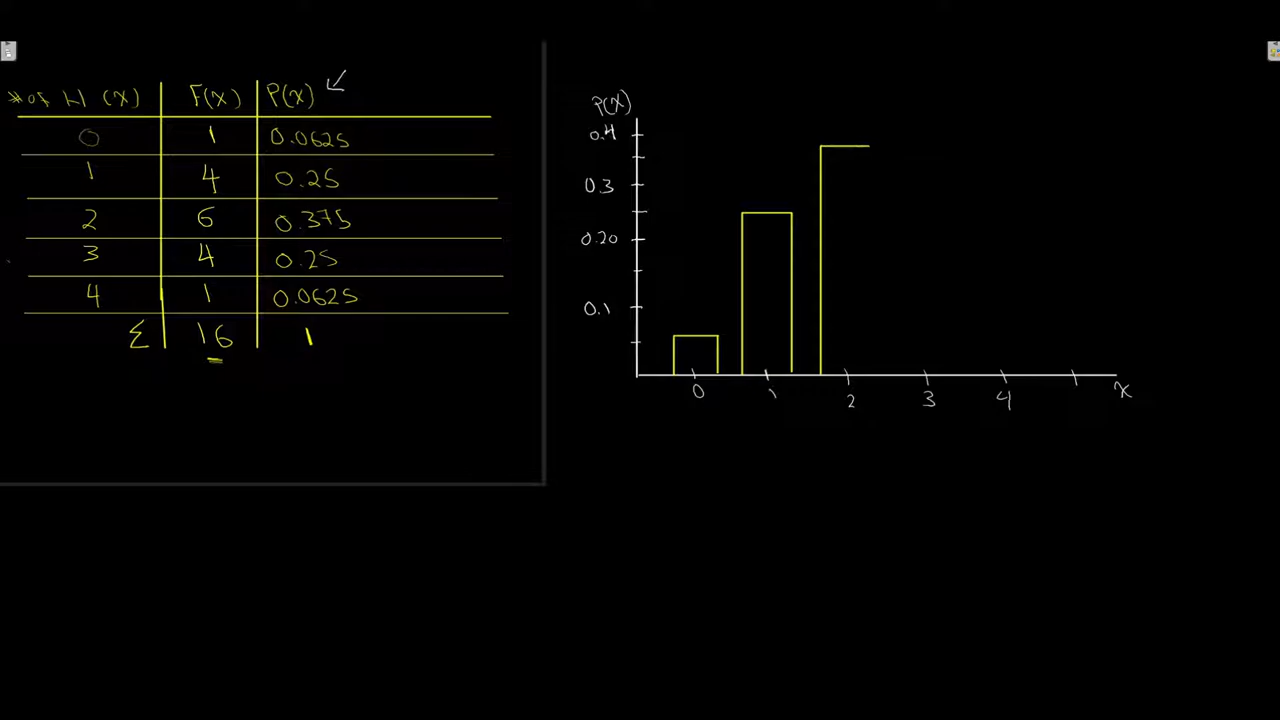 # of H (X) F(X) P(X)
0 1 0.0625
1 4 0.25
2 6 0.375
3 4 0.25
4 1 0.0625
Σ 16 1
P(X)
0.4
0.3
0.20
0.1
0 1 2 3 4 X